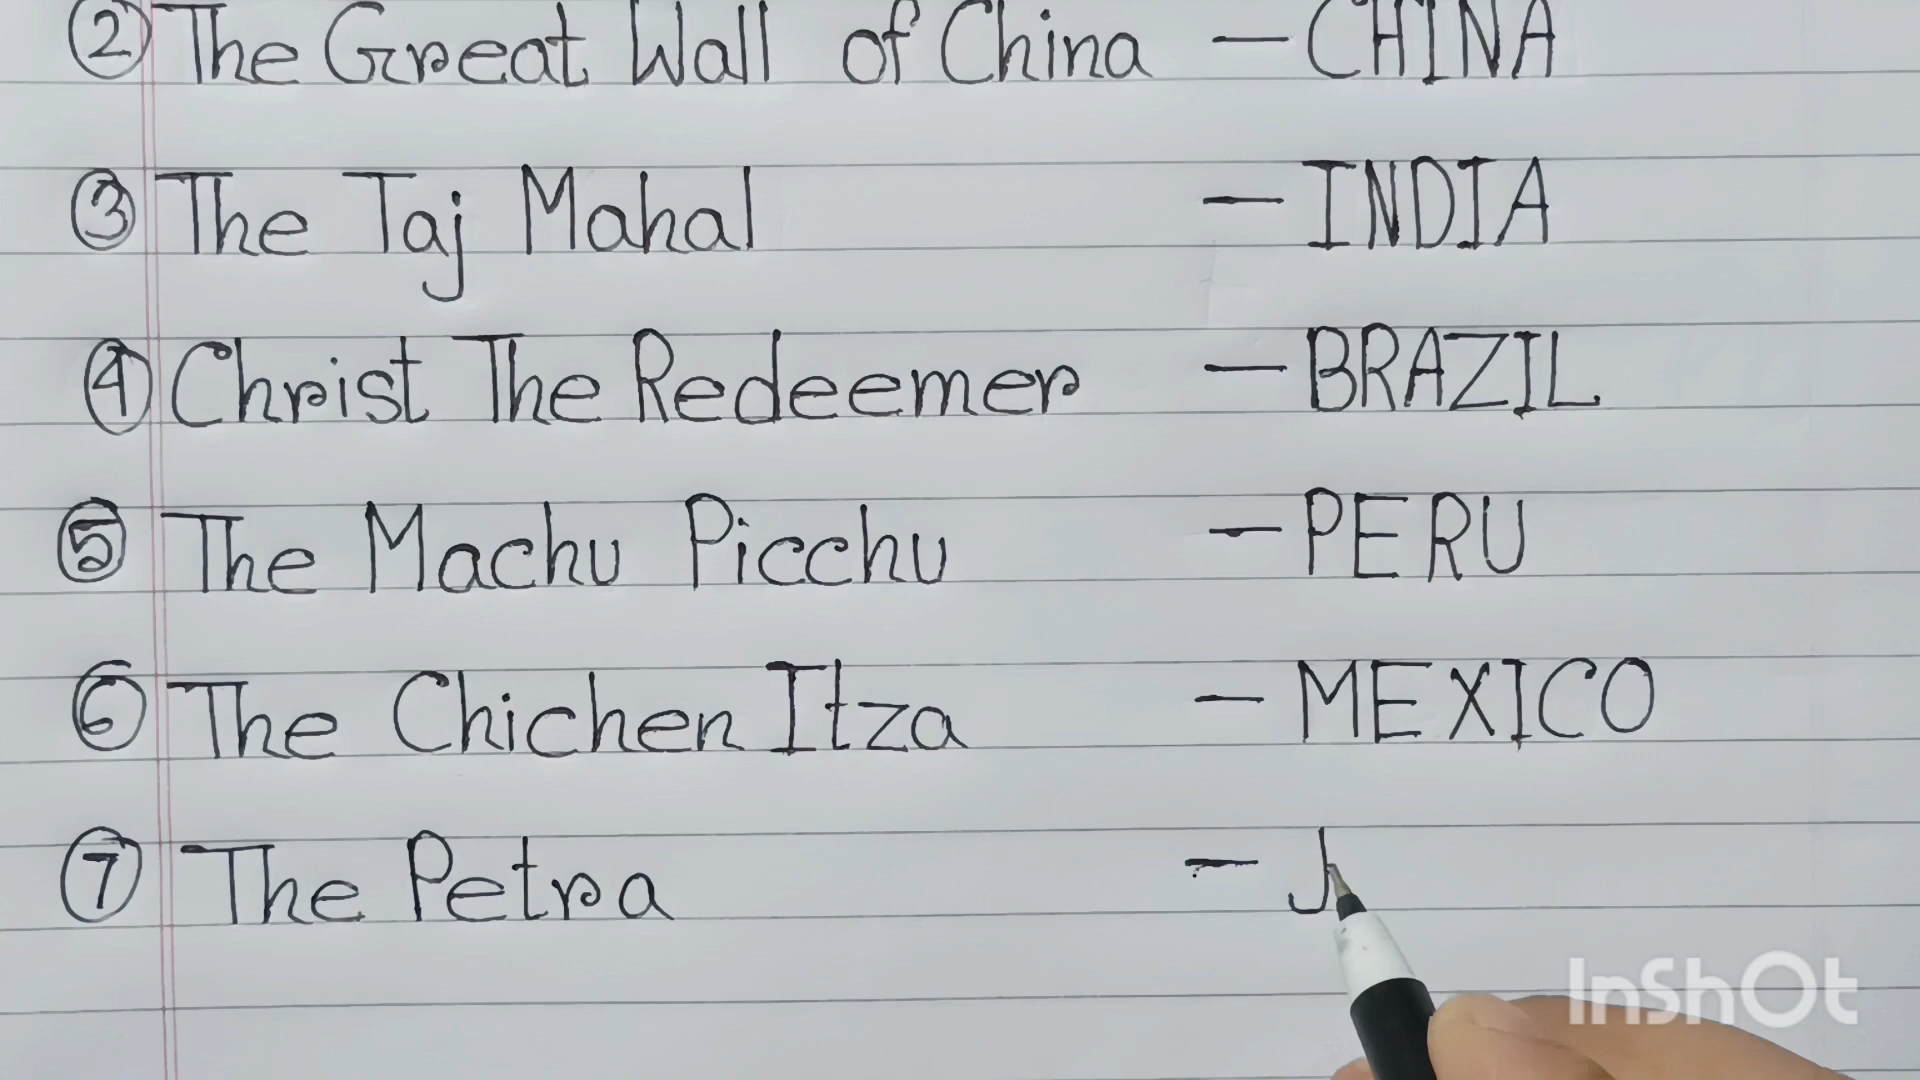 ② The Great Wall of China — CHINA
③ The Taj Mahal — INDIA
④ Christ The Redeemer — BRAZIL
⑤ The Machu Picchu — PERU
⑥ The Chichen Itza — MEXICO
⑦ The Petra — J
InShOt